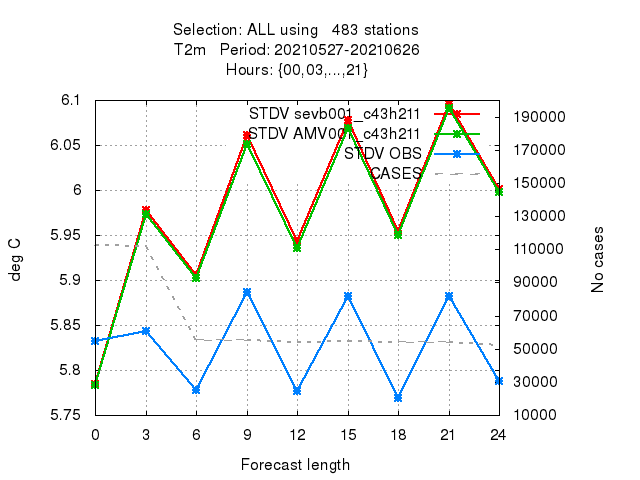 Selection: ALL using   483 stations
T2m   Period: 20210527-20210626
Hours: {00,03,...,21}
STDV sevb001_c43h211
STDV AMV001_c43h211
STDV OBS
CASES
6.1
6.05
6
5.95
5.9
5.85
5.8
5.75
deg C
190000
170000
150000
130000
110000
90000
70000
50000
30000
10000
No cases
0 3 6 9 12 15 18 21 24
Forecast length